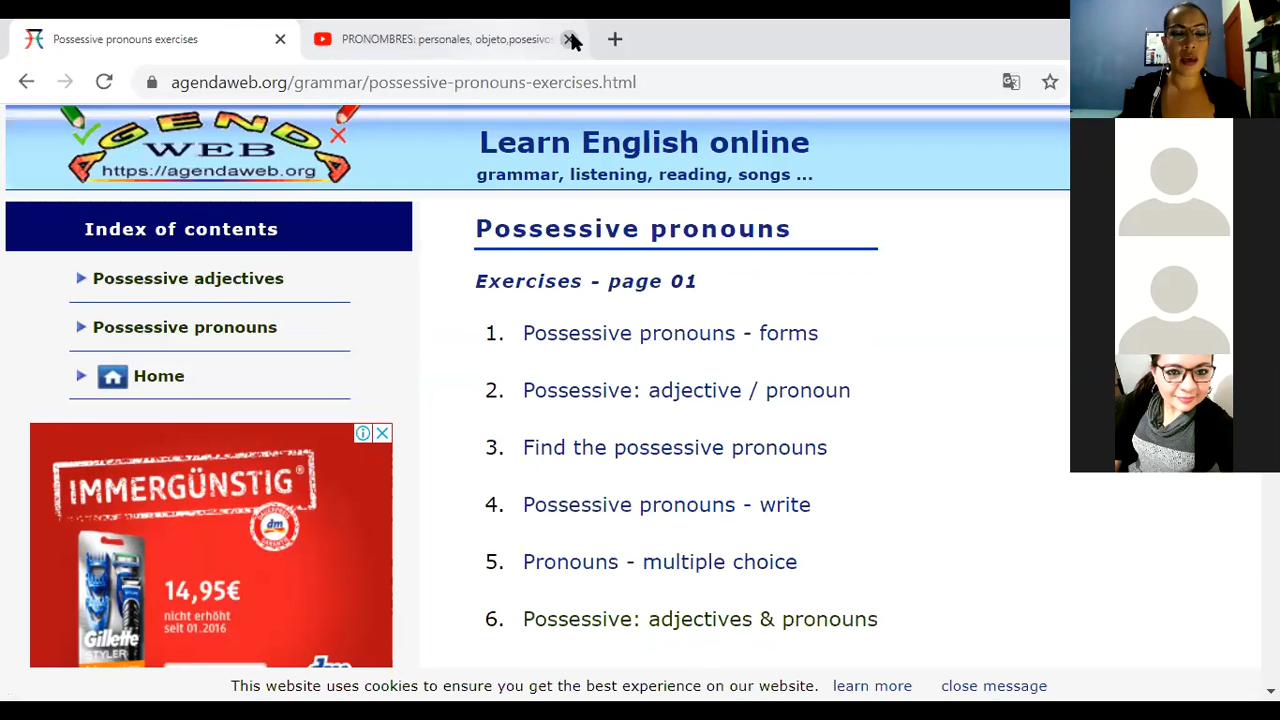 Possessive pronouns exercises
PRONOMBRES: personales, objeto,posesivos
agendaweb.org/grammar/possessive-pronouns-exercises.html
AGENDA
WEB
https://agendaweb.org
Learn English online
grammar, listening, reading, songs ...
Index of contents
Possessive adjectives
Possessive pronouns
Home
IMMERGÜNSTIG®
dm
14,95€
nicht erhöht
seit 01.2016
Gillette
STYLER
dm
Possessive pronouns
Exercises - page 01
1. Possessive pronouns - forms
2. Possessive: adjective / pronoun
3. Find the possessive pronouns
4. Possessive pronouns - write
5. Pronouns - multiple choice
6. Possessive: adjectives & pronouns
This website uses cookies to ensure you get the best experience on our website. learn more close message